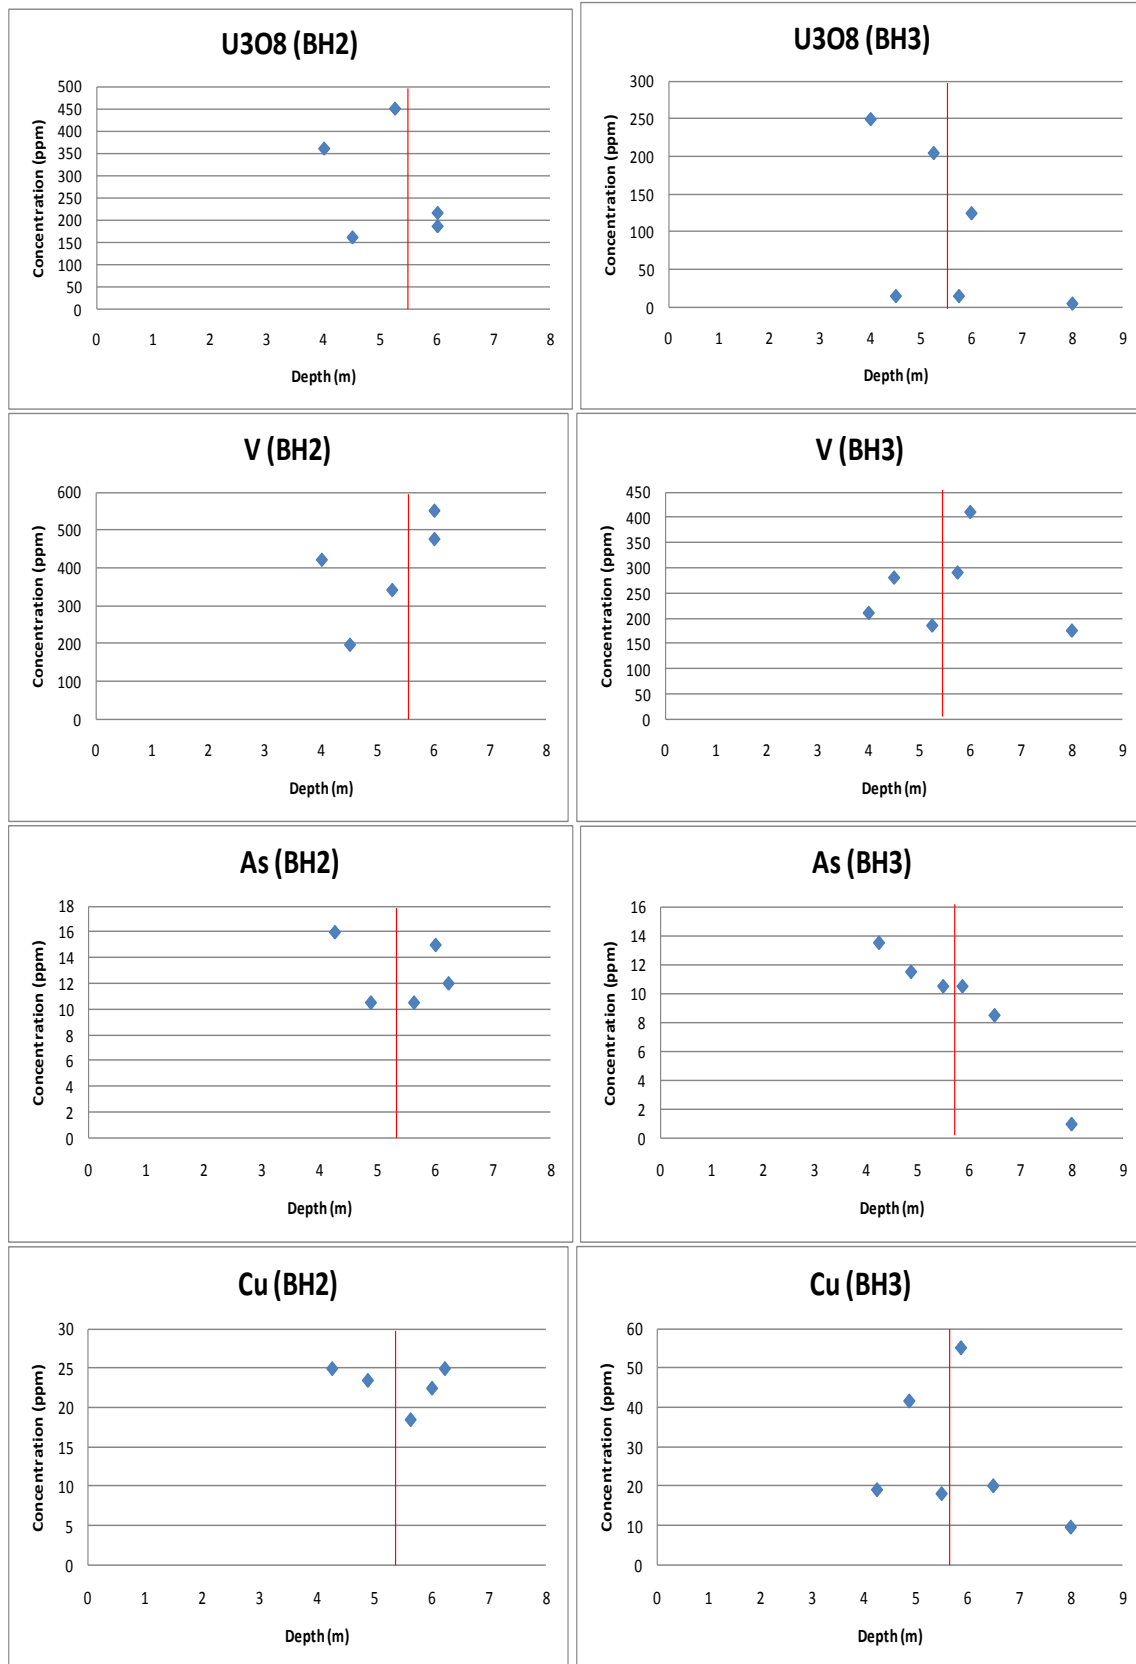 U3O8 (BH2)
Concentration (ppm)
500
450
400
350
300
250
200
150
100
50
0
0 1 2 3 4 5 6 7 8
Depth (m)
U3O8 (BH3)
Concentration (ppm)
300
250
200
150
100
50
0
0 1 2 3 4 5 6 7 8 9
Depth (m)
V (BH2)
Concentration (ppm)
600
500
400
300
200
100
0
0 1 2 3 4 5 6 7 8
Depth (m)
V (BH3)
Concentration (ppm)
450
400
350
300
250
200
150
100
50
0
0 1 2 3 4 5 6 7 8 9
Depth (m)
As (BH2)
Concentration (ppm)
18
16
14
12
10
8
6
4
2
0
0 1 2 3 4 5 6 7 8
Depth (m)
As (BH3)
Concentration (ppm)
16
14
12
10
8
6
4
2
0
0 1 2 3 4 5 6 7 8 9
Depth (m)
Cu (BH2)
Concentration (ppm)
30
25
20
15
10
5
0
0 1 2 3 4 5 6 7 8
Depth (m)
Cu (BH3)
Concentration (ppm)
60
50
40
30
20
10
0
0 1 2 3 4 5 6 7 8 9
Depth (m)